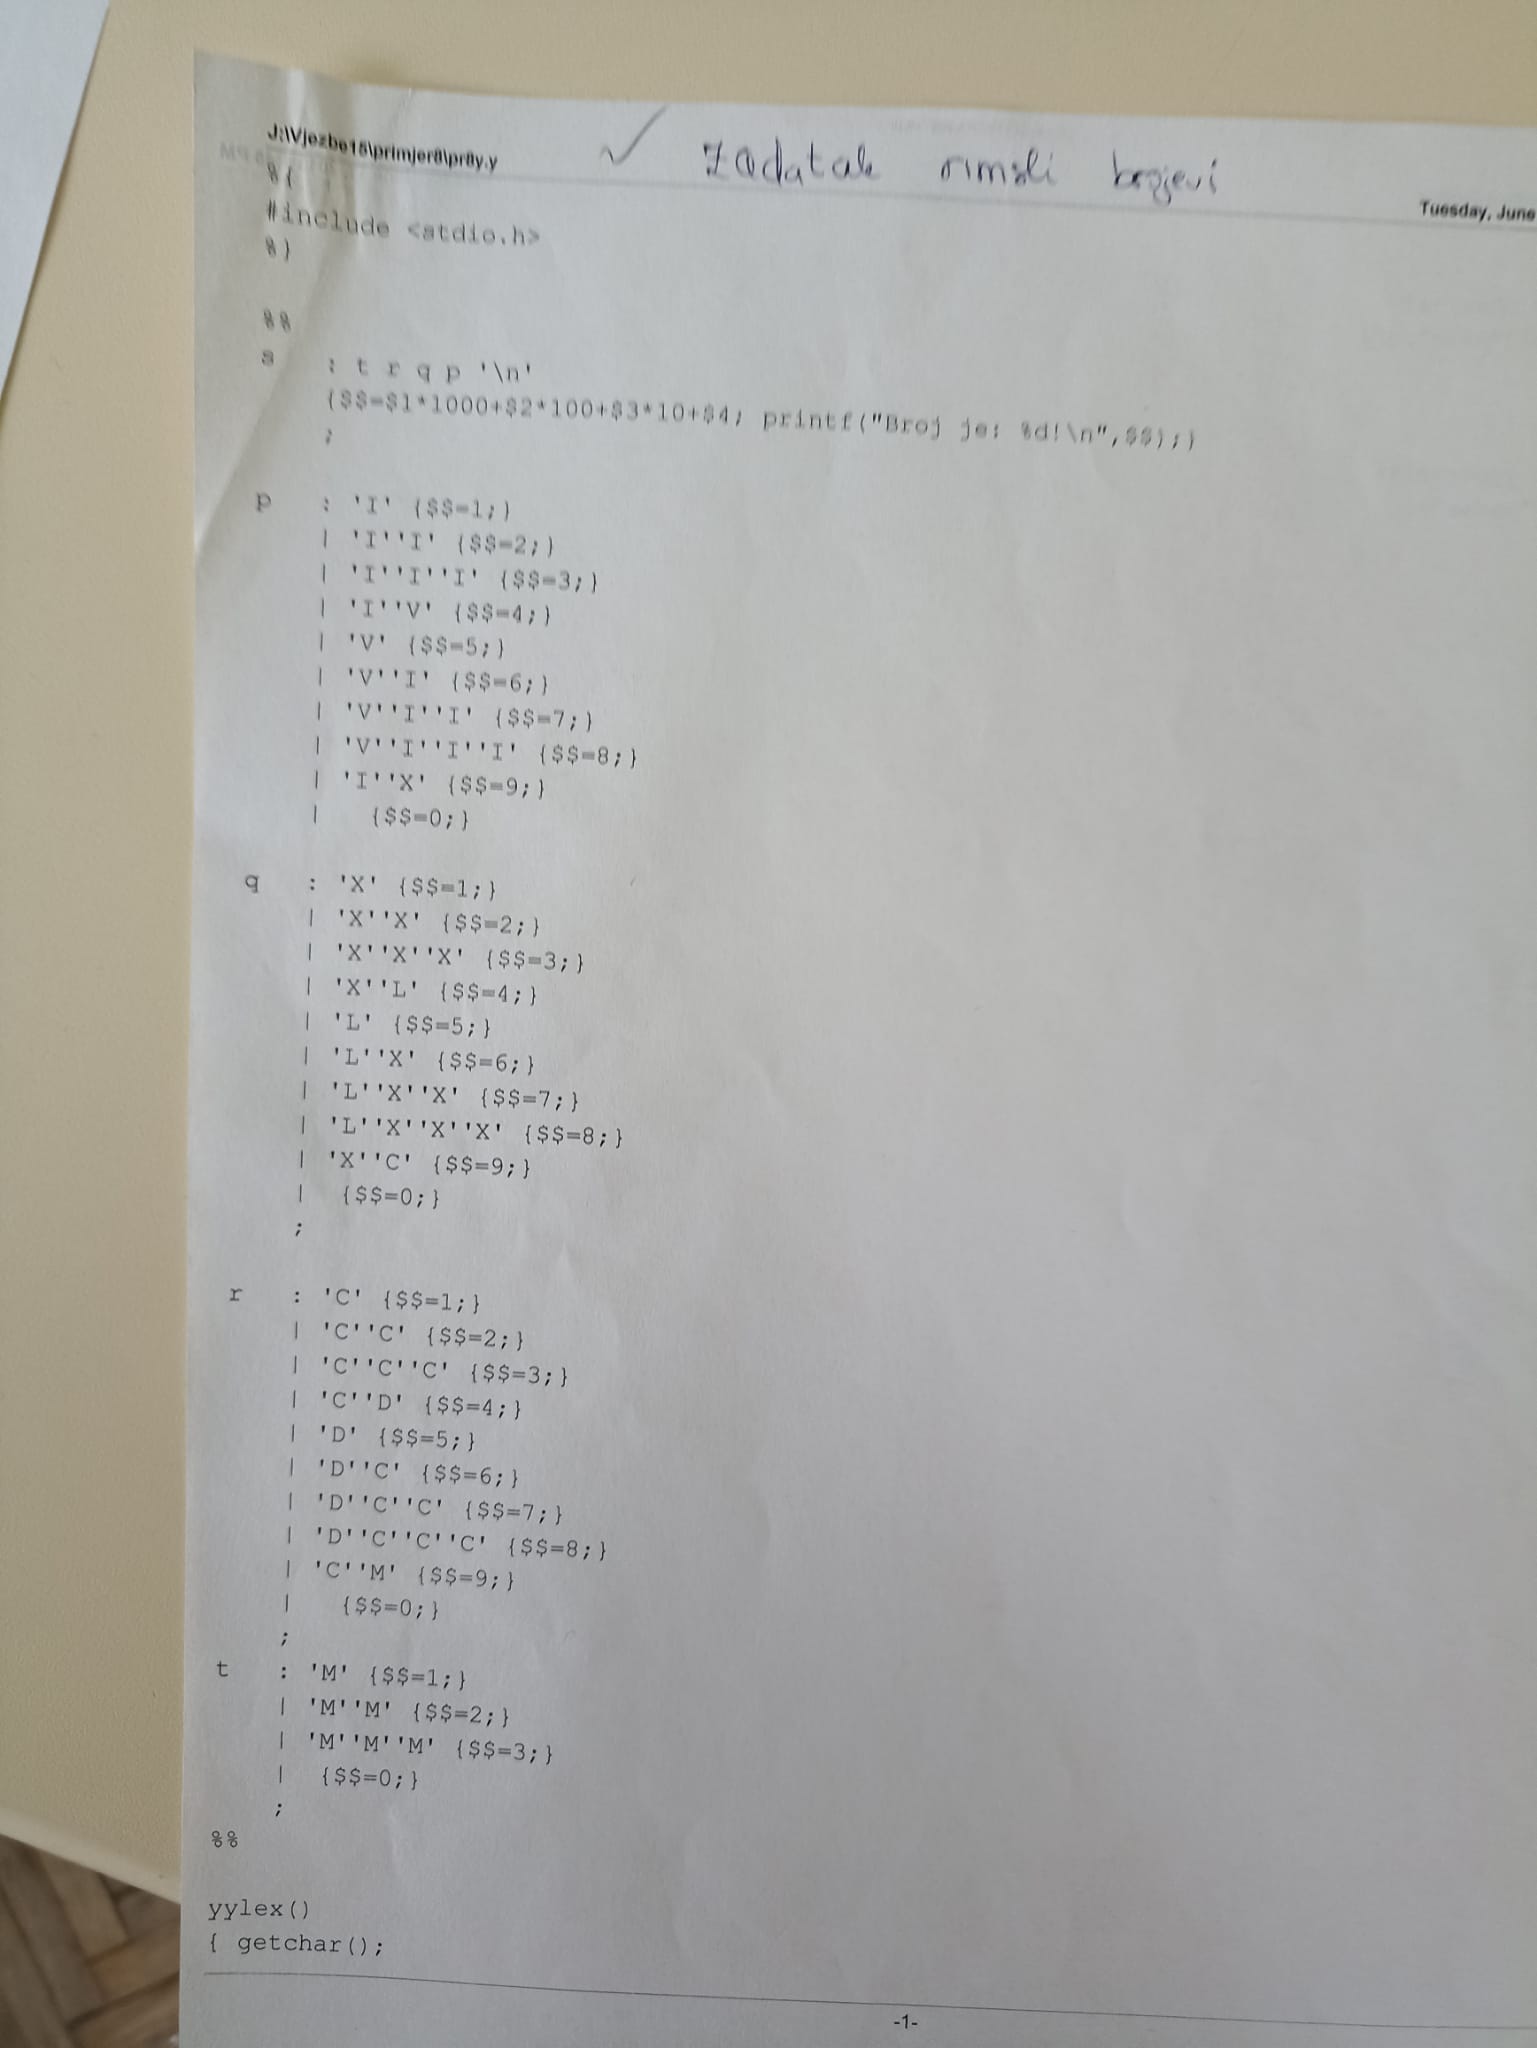 J:\Vjezbe15\primjer8\pr8y.y
zadatak rimski brojevi
Tuesday, June
%{
#include <stdio.h>
%}
%%
s : t r q p '\n'
{$$=$1*1000+$2*100+$3*10+$4; printf("Broj je: %d!\n",$$);}
;
p : 'I' {$$=1;}
| 'I''I' {$$=2;}
| 'I''I''I' {$$=3;}
| 'I''V' {$$=4;}
| 'V' {$$=5;}
| 'V''I' {$$=6;}
| 'V''I''I' {$$=7;}
| 'V''I''I''I' {$$=8;}
| 'I''X' {$$=9;}
| {$$=0;}
q : 'X' {$$=1;}
| 'X''X' {$$=2;}
| 'X''X''X' {$$=3;}
| 'X''L' {$$=4;}
| 'L' {$$=5;}
| 'L''X' {$$=6;}
| 'L''X''X' {$$=7;}
| 'L''X''X''X' {$$=8;}
| 'X''C' {$$=9;}
| {$$=0;}
;
r : 'C' {$$=1;}
| 'C''C' {$$=2;}
| 'C''C''C' {$$=3;}
| 'C''D' {$$=4;}
| 'D' {$$=5;}
| 'D''C' {$$=6;}
| 'D''C''C' {$$=7;}
| 'D''C''C''C' {$$=8;}
| 'C''M' {$$=9;}
| {$$=0;}
;
t : 'M' {$$=1;}
| 'M''M' {$$=2;}
| 'M''M''M' {$$=3;}
| {$$=0;}
;
%%
yylex()
{ getchar();
-1-